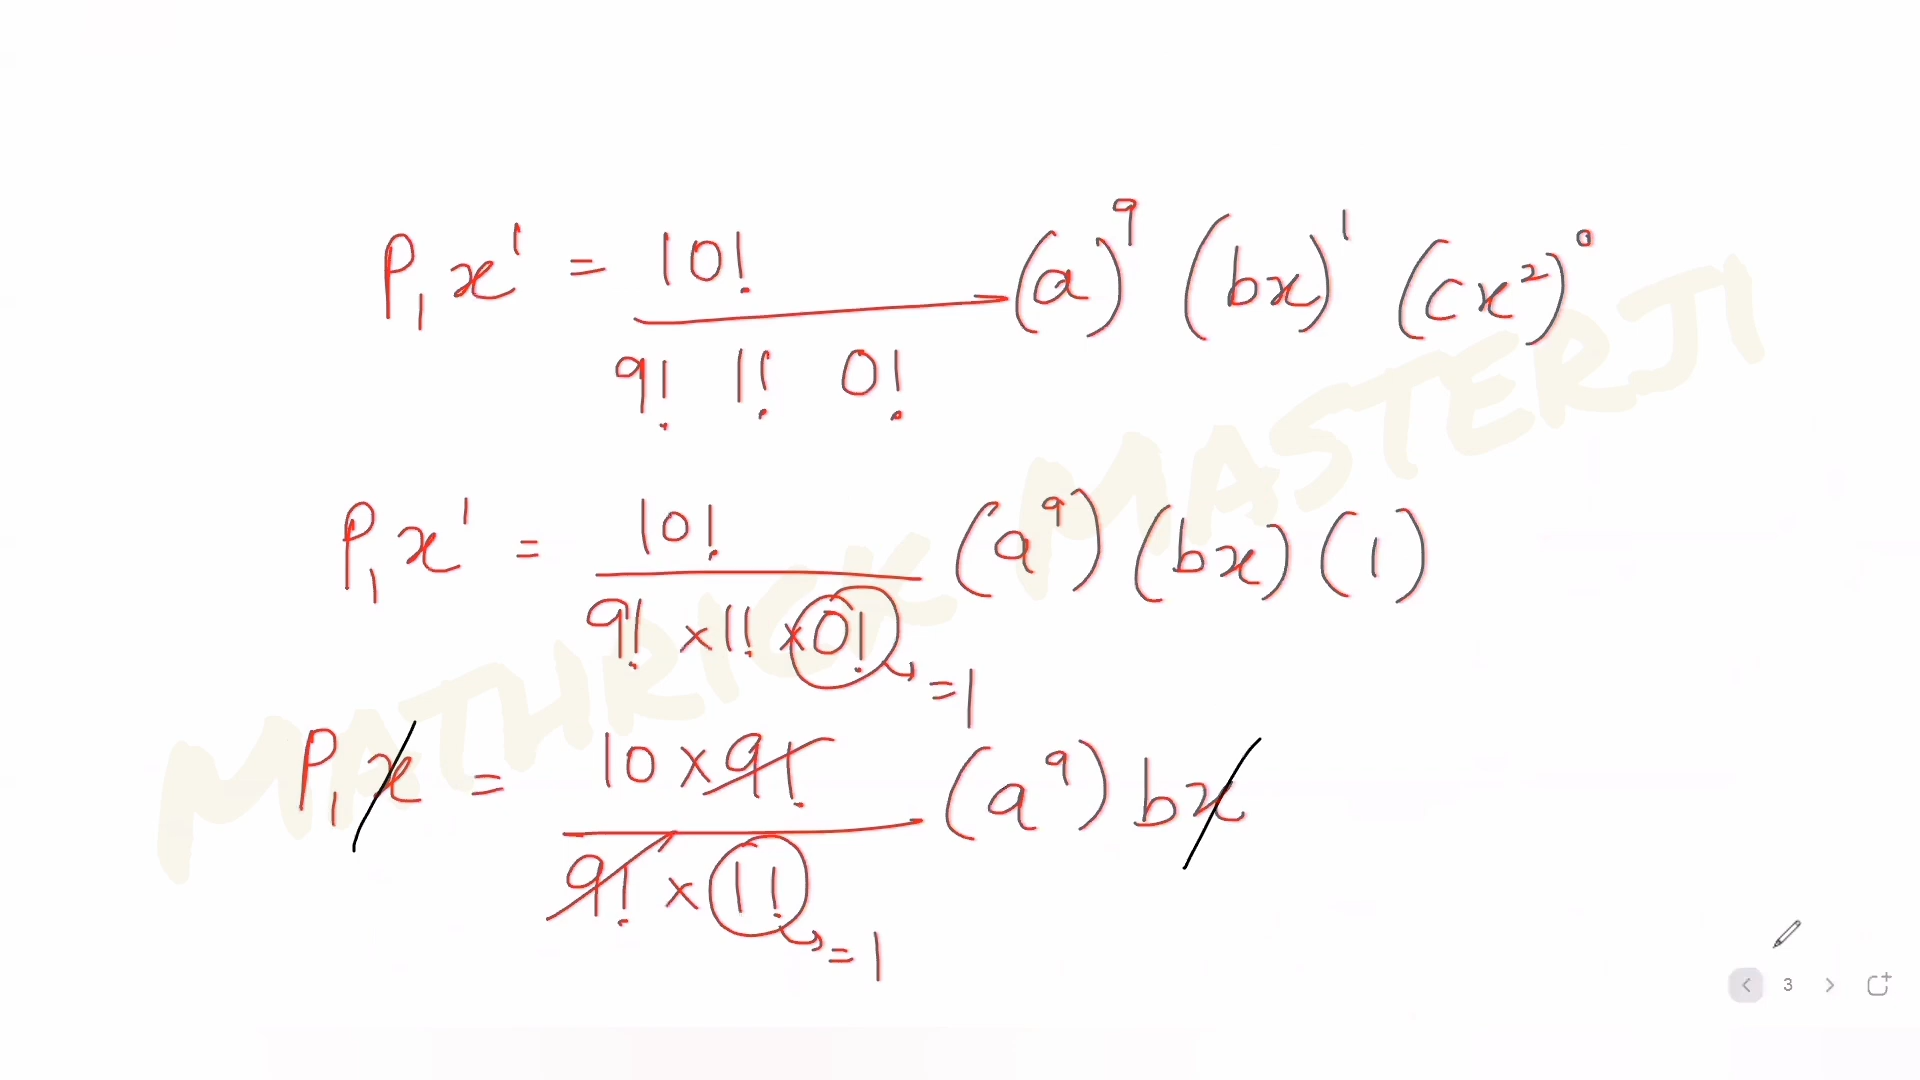 P₁x¹ = 10! / 9! 1! 0! (a)⁹ (bx)¹ (cx²)⁰
P₁x¹ = 10! / 9! × 1! × 0! (a⁹) (bx) (1)
= 1
P₁x = 10 × 9! / 9! × 1! (a⁹) bx
= 1
MATHRICK MASTERJI
3